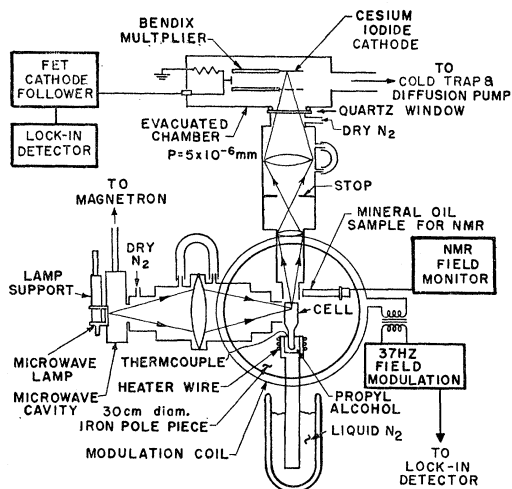 BENDIX
MULTPLIER
CESIUM
IODIDE
CATHODE
FET
CATHODE
FOLLOWER
TO
COLD TRAP &
DIFFUSION PUMP
QUARTZ WINDOW
EVACUATED
CHAMBER
P=5x10-6mm
DRY N2
LOCK-IN
DETECTOR
STOP
TO
MAGNETRON
MINERAL OIL
SAMPLE FOR NMR
DRY
N2
NMR
FIELD
MONITOR
LAMP
SUPPORT
CELL
MICROWAVE
LAMP
THERMCOUPLE
HEATER WIRE
MICROWAVE
CAVITY
30cm diam.
IRON POLE PIECE
MODULATION COIL
PROPYL
ALCOHOL
LIQUID N2
37HZ
FIELD
MODULATION
TO
LOCK-IN
DETECTOR